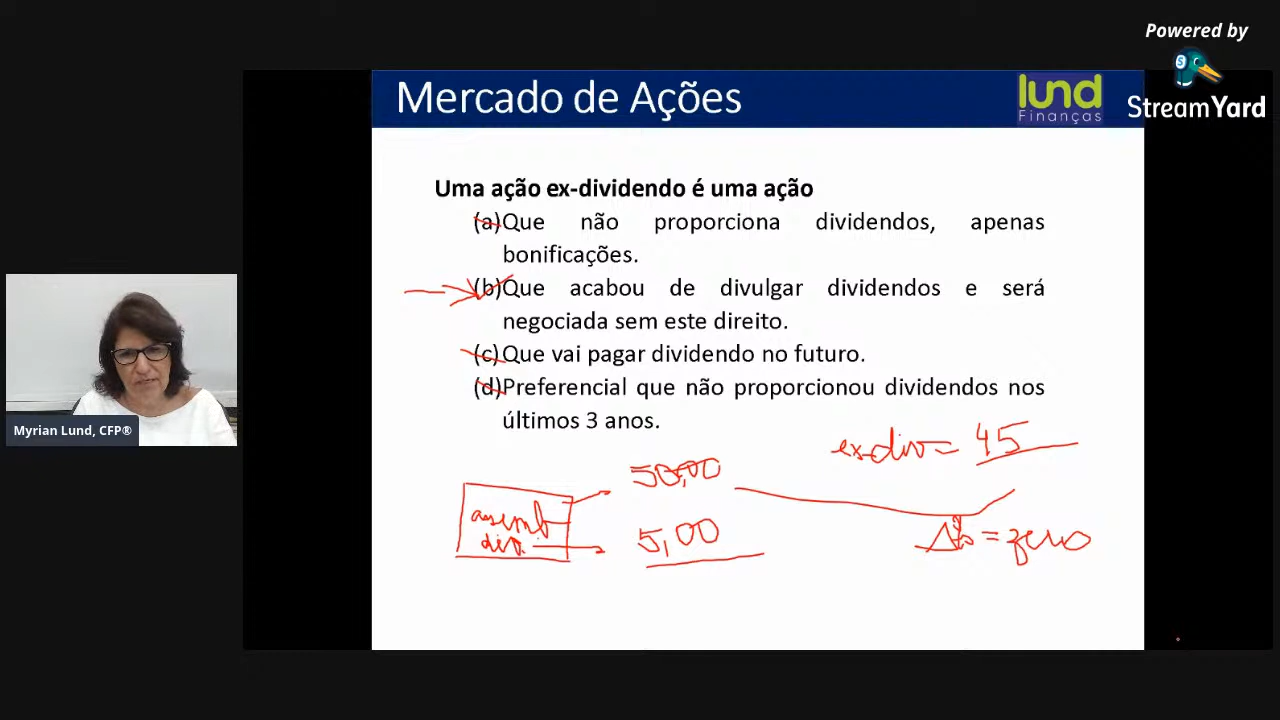 Powered by
StreamYard
Mercado de Ações
lund
Finanças
Uma ação ex-dividendo é uma ação
(a) Que não proporciona dividendos, apenas
bonificações.
(b) Que acabou de divulgar dividendos e será
negociada sem este direito.
(c) Que vai pagar dividendo no futuro.
(d) Preferencial que não proporcionou dividendos nos
últimos 3 anos.
ex-div = 45
50,00
assemb
div.
5,00
Δ% = zero
Myrian Lund, CFP®